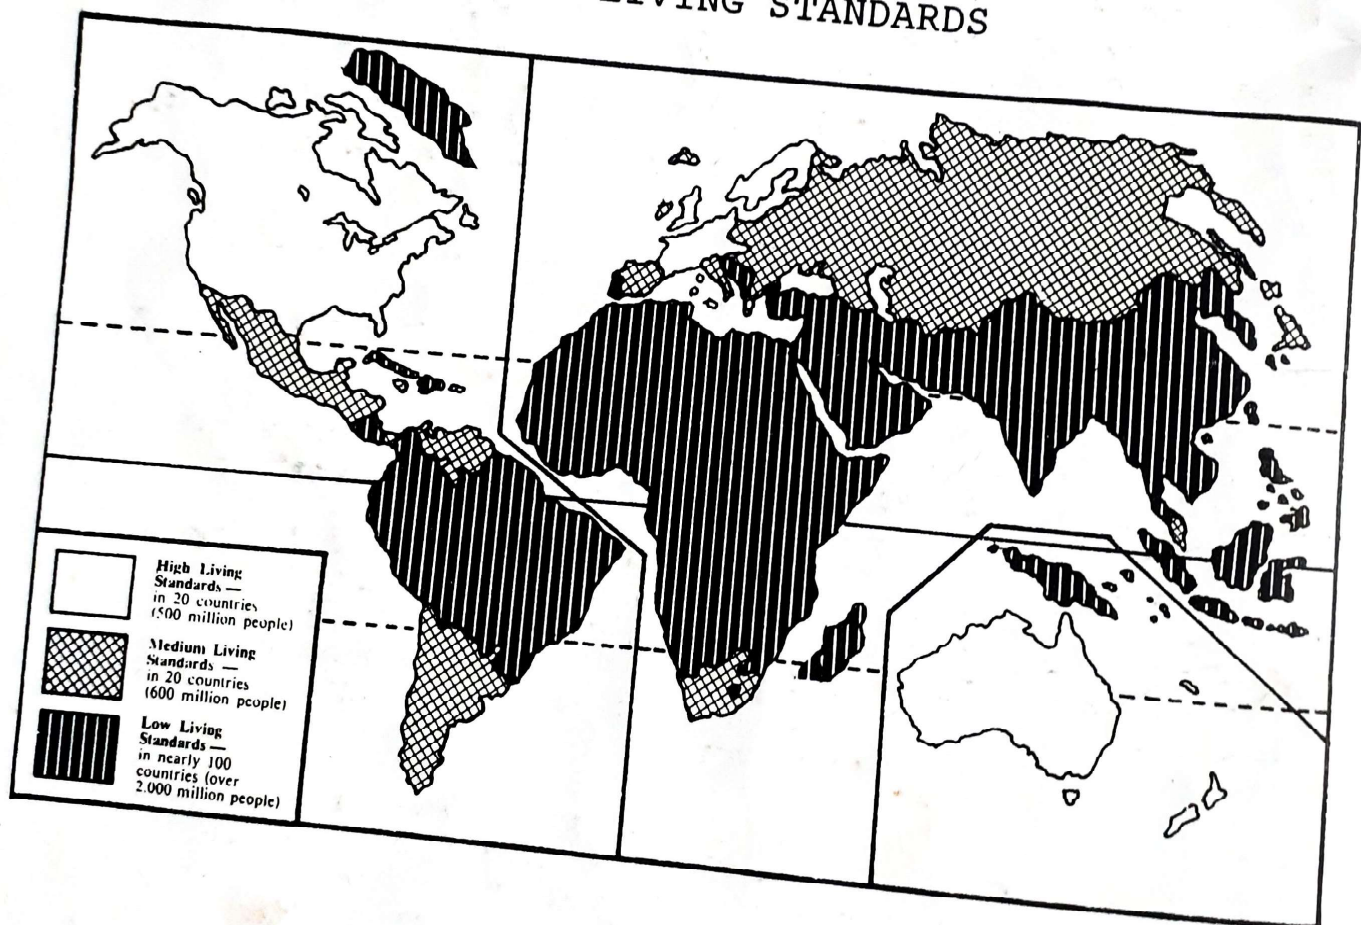 LIVING STANDARDS
High Living
Standards —
in 20 countries
(500 million people)
Medium Living
Standards —
in 20 countries
(600 million people)
Low Living
Standards —
in nearly 100
countries (over
2.000 million people)